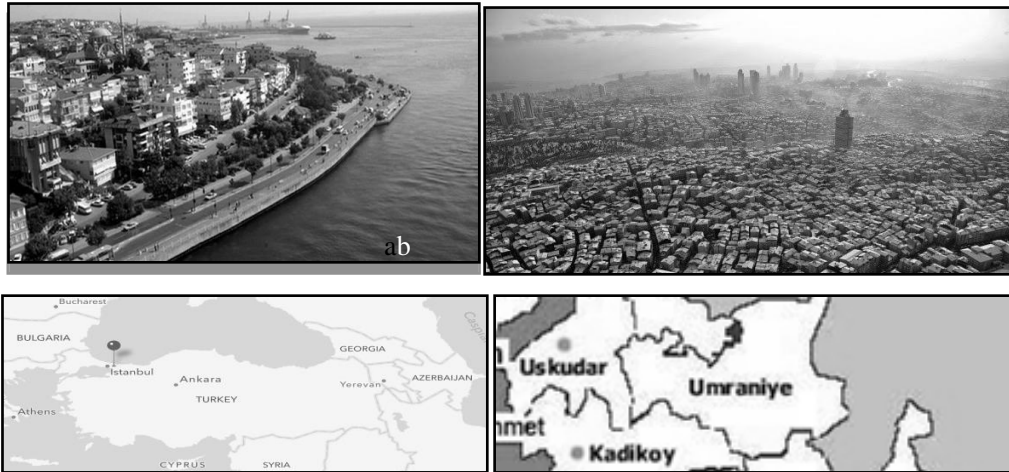 ab
Bucharest
BULGARIA
Istanbul
Ankara
TURKEY
Athens
GEORGIA
Yerevan
AZERBAIJAN
CYPRUS
SYRIA
Uskudar
Umraniye
Kadikoy